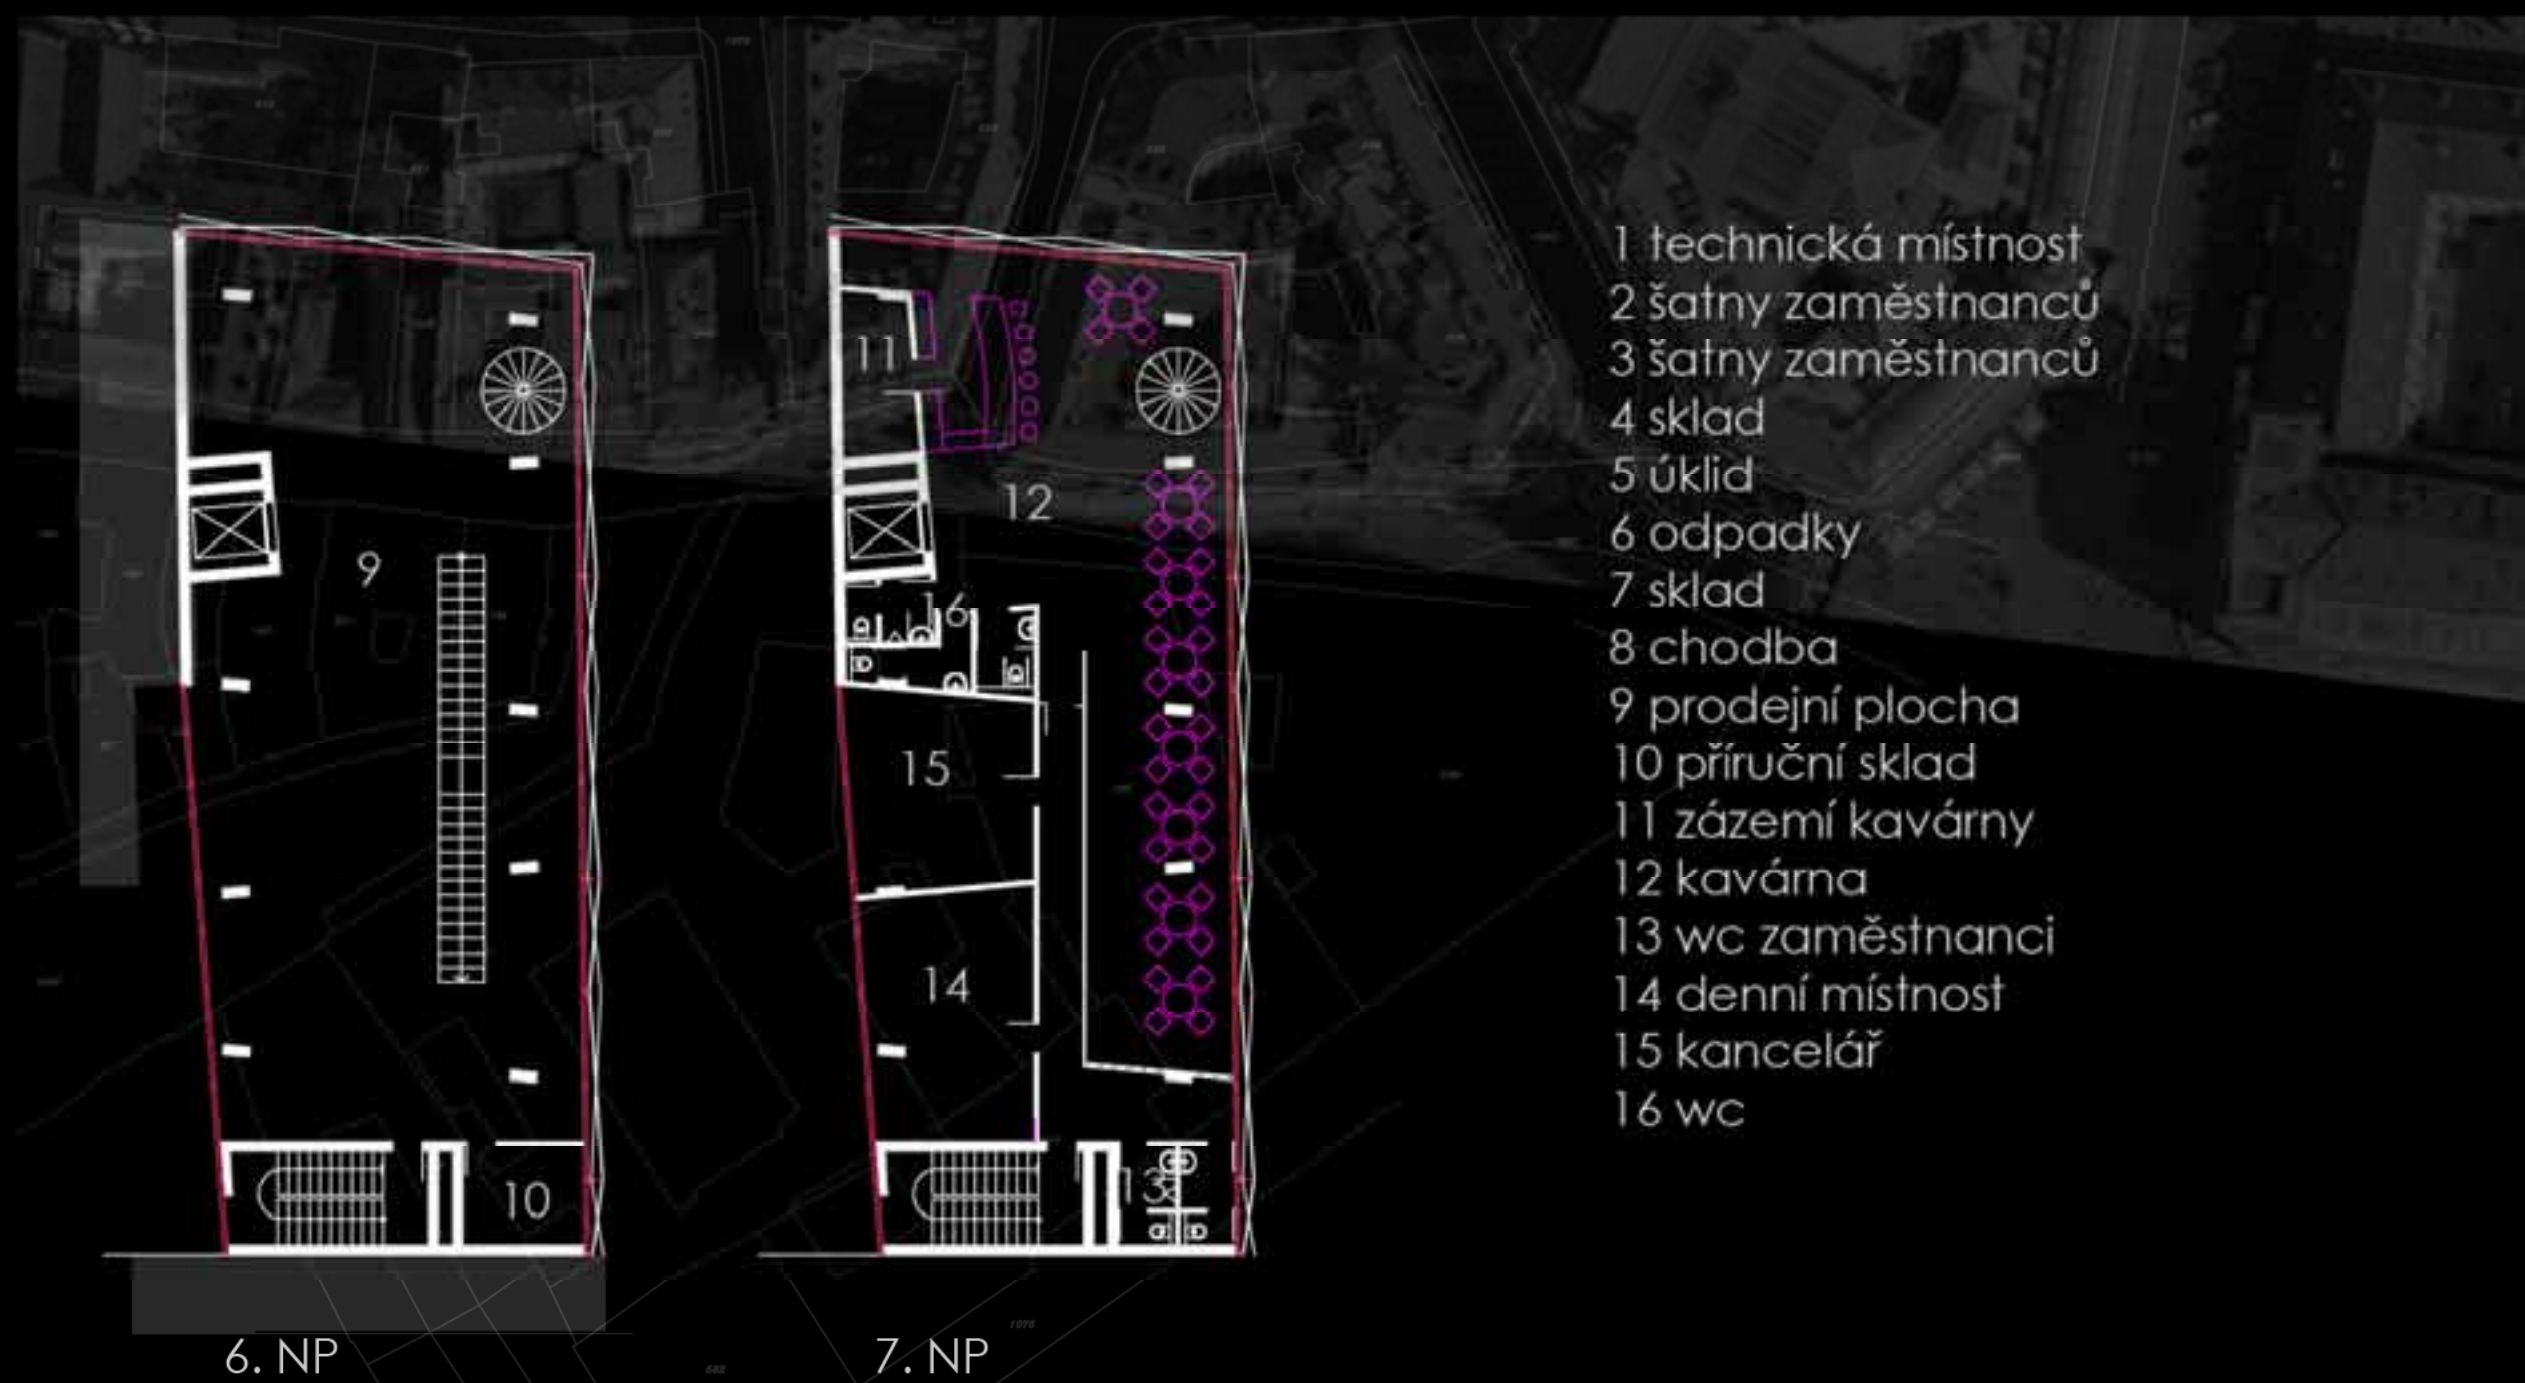 1 technická místnost
2 šatny zaměstnanců
3 šatny zaměstnanců
4 sklad
5 úklid
6 odpadky
7 sklad
8 chodba
9 prodejní plocha
10 příruční sklad
11 zázemí kavárny
12 kavárna
13 wc zaměstnanci
14 denní místnost
15 kancelář
16 wc
9
10
6. NP
11
12
16
15
14
7. NP
1076
682